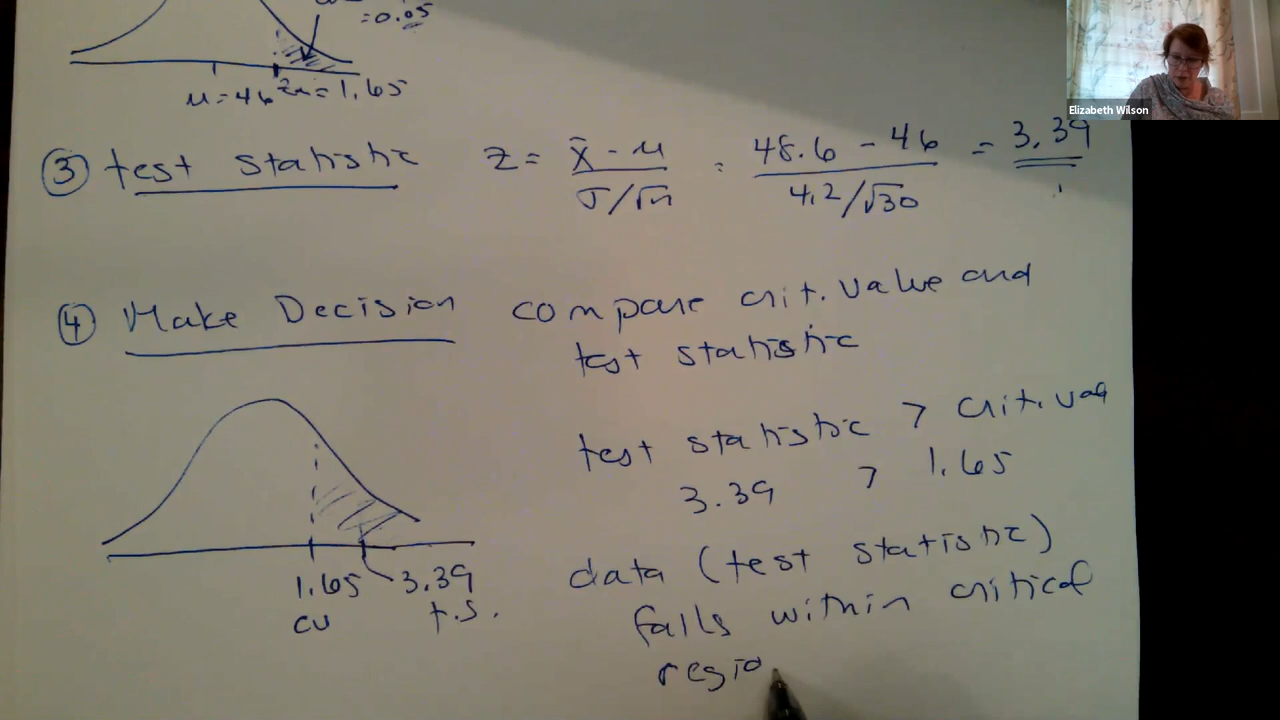 =0.05
μ=46 zα=1.65
Elizabeth Wilson
③ test statistic z = x̄ - μ / σ/√n = 48.6 - 46 / 4.2/√30 = 3.39
④ Make Decision compare crit. value and
test statistic
test statistic > crit. val
3.39 > 1.65
1.65 3.39
cv t.s.
data (test statistic)
falls within critical
regio